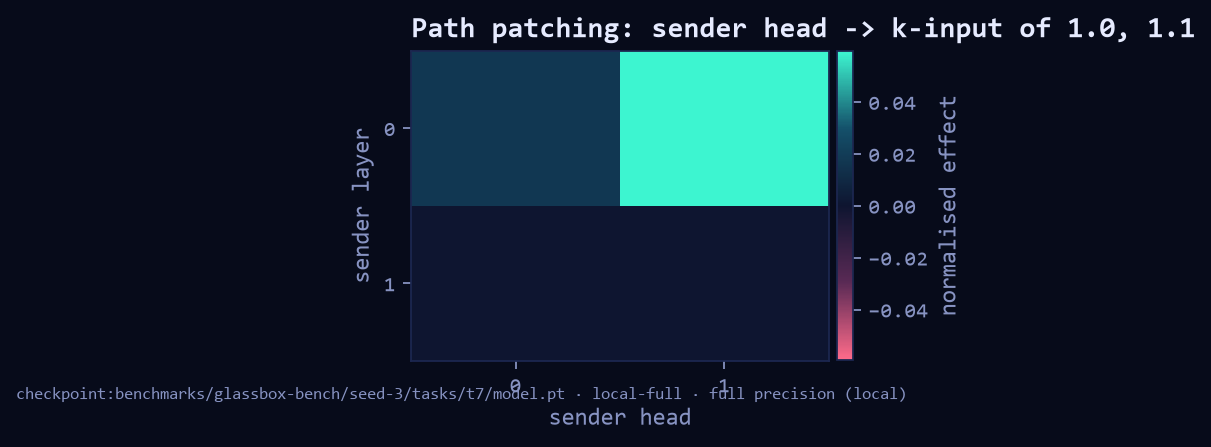 Path patching: sender head -> k-input of 1.0, 1.1
sender layer
0
1
0
1
sender head
0.04
0.02
0.00
-0.02
-0.04
normalised effect
checkpoint:benchmarks/glassbox-bench/seed-3/tasks/t7/model.pt · local-full · full precision (local)